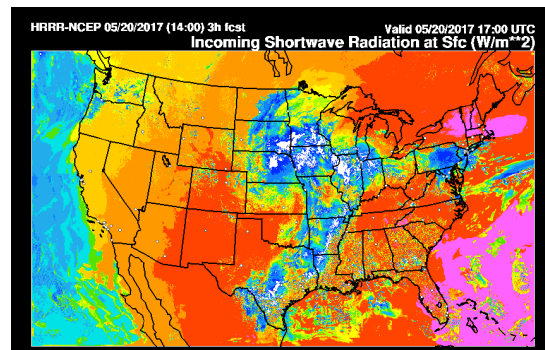 HRRR-NCEP 05/20/2017 (14:00) 3h fcst
Valid 05/20/2017 17:00 UTC
Incoming Shortwave Radiation at Sfc (W/m**2)